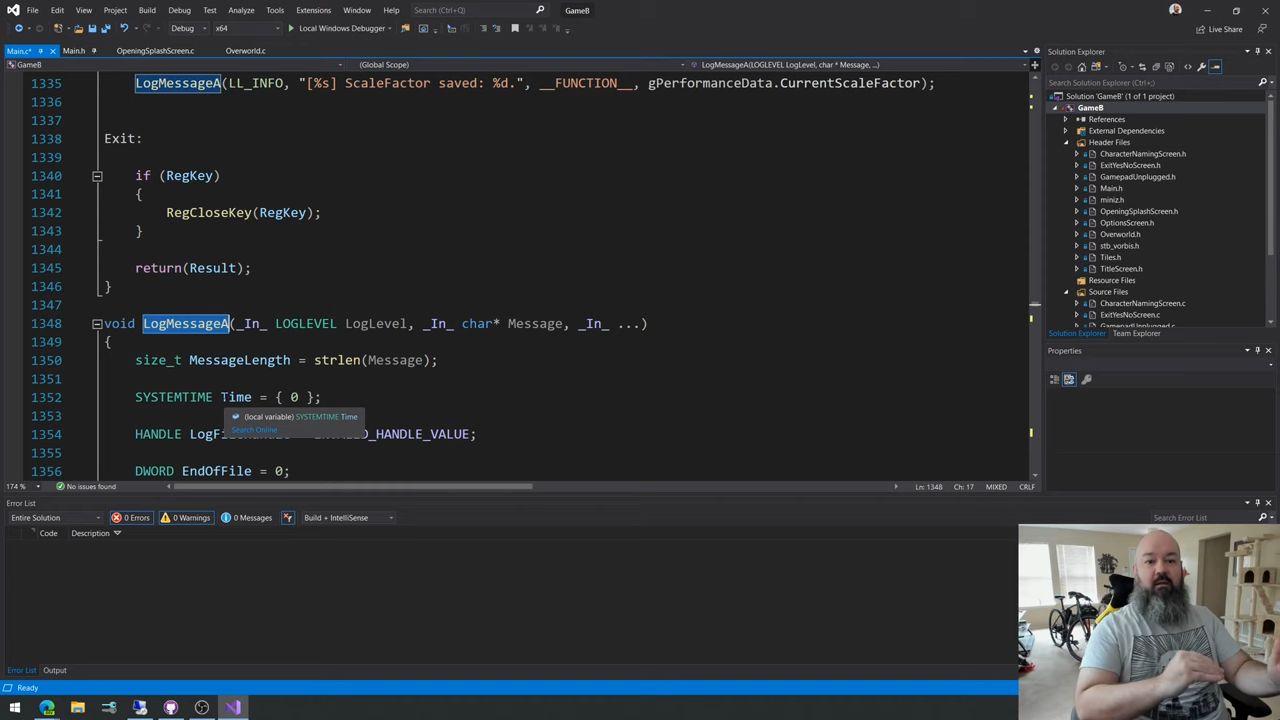 File Edit View Git Project Build Debug Test Analyze Tools Extensions Window Help Search (Ctrl+Q) GameB
Debug x64 Local Windows Debugger Live Share
Main.c* Main.h OpeningSplashScreen.c Overworld.c
GameB (Global Scope) LogMessageA(LOGLEVEL LogLevel, char * Message, ...)
1335 LogMessageA(LL_INFO, "[%s] ScaleFactor saved: %d.", __FUNCTION__, gPerformanceData.CurrentScaleFactor);
1336
1337
1338 Exit:
1339
1340 if (RegKey)
1341 {
1342 RegCloseKey(RegKey);
1343 }
1344
1345 return(Result);
1346 }
1347
1348 void LogMessageA(_In_ LOGLEVEL LogLevel, _In_ char* Message, _In_ ...)
1349 {
1350 size_t MessageLength = strlen(Message);
1351
1352 SYSTEMTIME Time = { 0 };
(local variable) SYSTEMTIME Time
Search Online
1354 HANDLE LogFi _HANDLE_VALUE;
1355
1356 DWORD EndOfFile = 0;
174 % No issues found Ln: 1348 Ch: 17 MIXED CRLF
Solution Explorer
Search Solution Explorer (Ctrl+;)
Solution 'GameB' (1 of 1 project)
GameB
References
External Dependencies
Header Files
CharacterNamingScreen.h
ExitYesNoScreen.h
GamepadUnplugged.h
Main.h
miniz.h
OpeningSplashScreen.h
OptionsScreen.h
Overworld.h
stb_vorbis.h
Tiles.h
TitleScreen.h
Resource Files
Source Files
CharacterNamingScreen.c
ExitYesNoScreen.c
Solution Explorer Team Explorer
Properties
Error List
Entire Solution 0 Errors 0 Warnings 0 Messages Build + IntelliSense Search Error List
Code Description
Error List Output
Ready